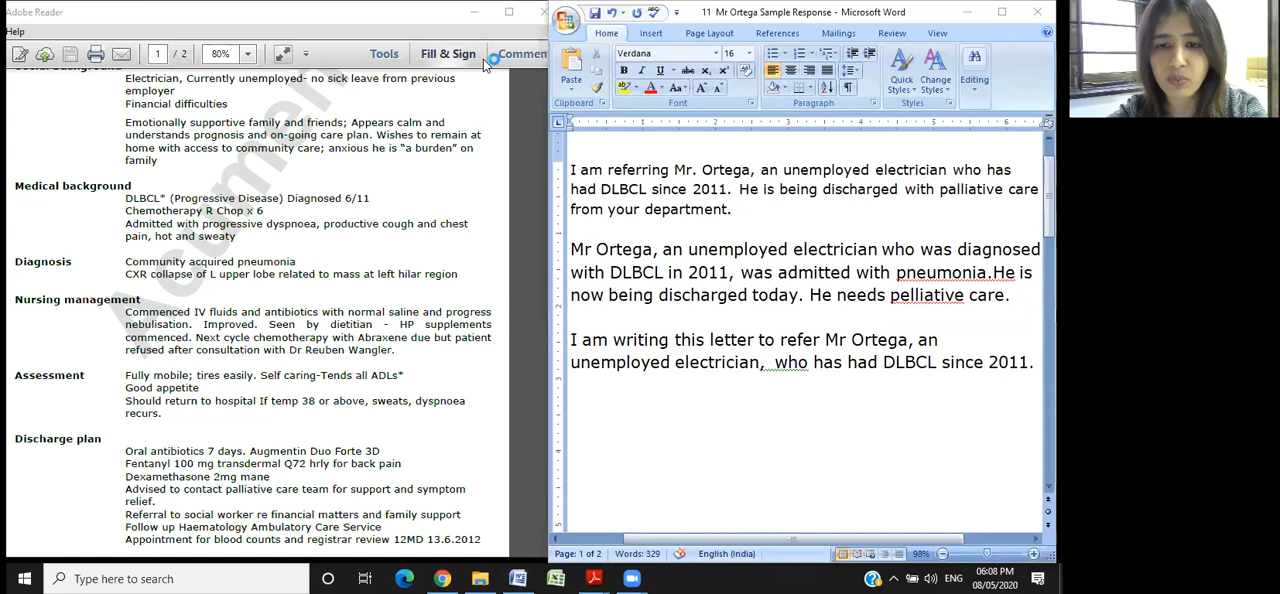 Adobe Reader
11 Mr Ortega Sample Response - Microsoft Word
Help
Home Insert Page Layout References Mailings Review View
1 / 2 80% Tools Fill & Sign Comment
Verdana 16
Paste
Quick Styles
Change Styles
Editing
Clipboard Font Paragraph Styles
Electrician, Currently unemployed- no sick leave from previous
employer
Financial difficulties
Emotionally supportive family and friends; Appears calm and
understands prognosis and on-going care plan. Wishes to remain at
home with access to community care; anxious he is “a burden” on
family
Medical background
DLBCL* (Progressive Disease) Diagnosed 6/11
Chemotherapy R Chop x 6
Admitted with progressive dyspnoea, productive cough and chest
pain, hot and sweaty
Diagnosis Community acquired pneumonia
CXR collapse of L upper lobe related to mass at left hilar region
Nursing management
Commenced IV fluids and antibiotics with normal saline and progress
nebulisation. Improved. Seen by dietitian - HP supplements
commenced. Next cycle chemotherapy with Abraxene due but patient
refused after consultation with Dr Reuben Wangler.
Assessment Fully mobile; tires easily. Self caring-Tends all ADLs*
Good appetite
Should return to hospital If temp 38 or above, sweats, dyspnoea
recurs.
Discharge plan
Oral antibiotics 7 days. Augmentin Duo Forte 3D
Fentanyl 100 mg transdermal Q72 hrly for back pain
Dexamethasone 2mg mane
Advised to contact palliative care team for support and symptom
relief.
Referral to social worker re financial matters and family support
Follow up Haematology Ambulatory Care Service
Appointment for blood counts and registrar review 12MD 13.6.2012
I am referring Mr. Ortega, an unemployed electrician who has
had DLBCL since 2011. He is being discharged with palliative care
from your department.
Mr Ortega, an unemployed electrician who was diagnosed
with DLBCL in 2011, was admitted with pneumonia.He is
now being discharged today. He needs pelliative care.
I am writing this letter to refer Mr Ortega, an
unemployed electrician,  who has had DLBCL since 2011.
Page: 1 of 2 Words: 329 English (India) 98%
Type here to search
ENG
06:08 PM
08/05/2020